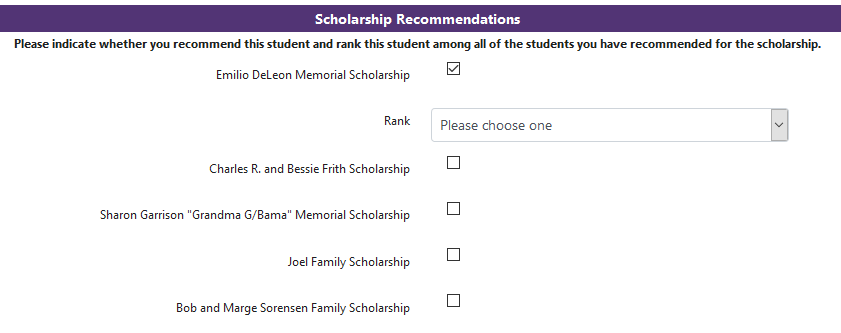 Scholarship Recommendations
Please indicate whether you recommend this student and rank this student among all of the students you have recommended for the scholarship.
Emilio DeLeon Memorial Scholarship
Rank
Please choose one
Charles R. and Bessie Frith Scholarship
Sharon Garrison "Grandma G/Bama" Memorial Scholarship
Joel Family Scholarship
Bob and Marge Sorensen Family Scholarship